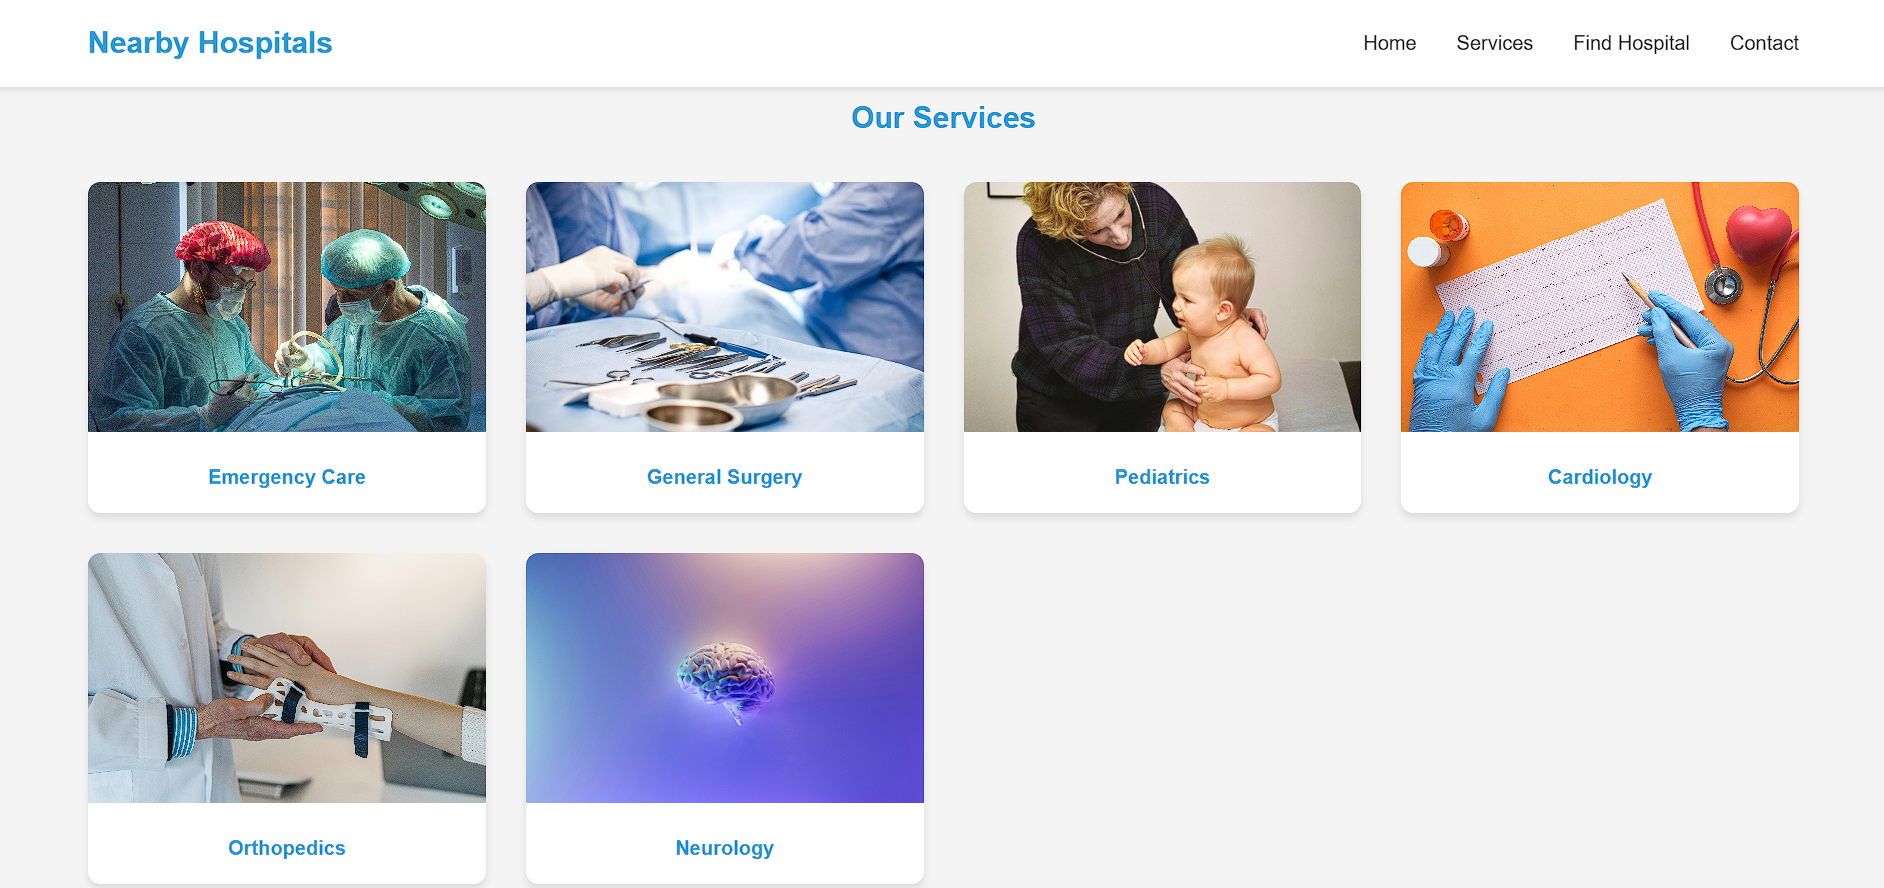 Nearby Hospitals
Home Services Find Hospital Contact
Our Services
Emergency Care
General Surgery
Pediatrics
Cardiology
Orthopedics
Neurology